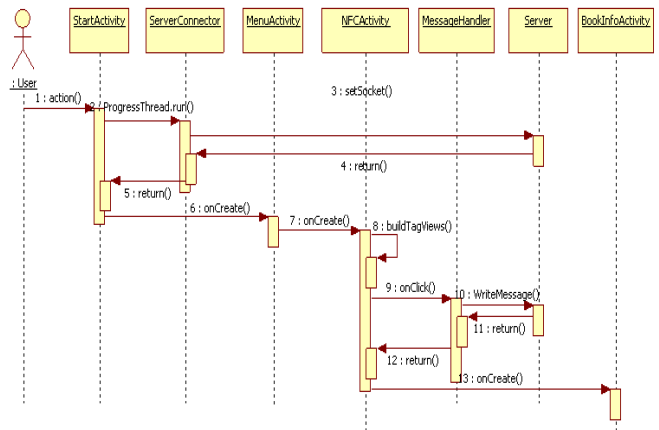 StartActivity
ServerConnector
MenuActivity
NFCActivity
MessageHandler
Server
BookInfoActivity
: User
1 : action()
2 : ProgressThread.run()
3 : setSocket()
4 : return()
5 : return()
6 : onCreate()
7 : onCreate()
8 : buildTagViews()
9 : onClick()
10 : WriteMessage()
11 : return()
12 : return()
13 : onCreate()